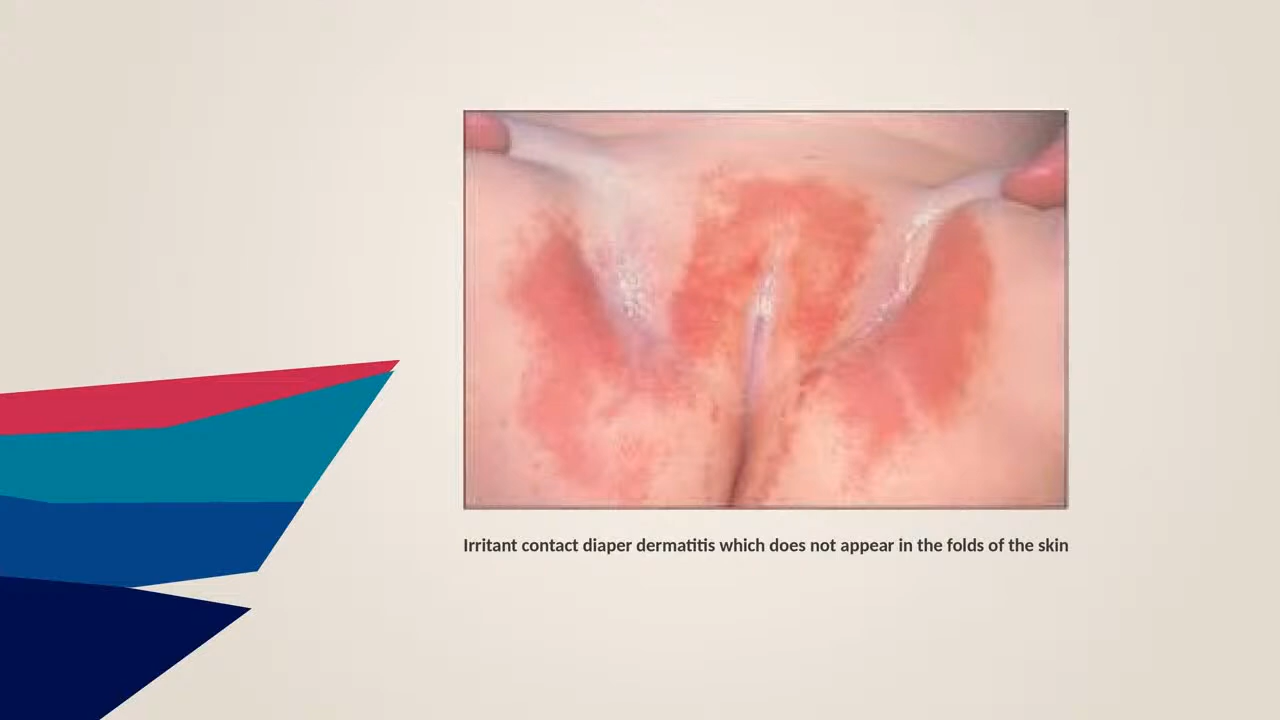 Irritant contact diaper dermatitis which does not appear in the folds of the skin